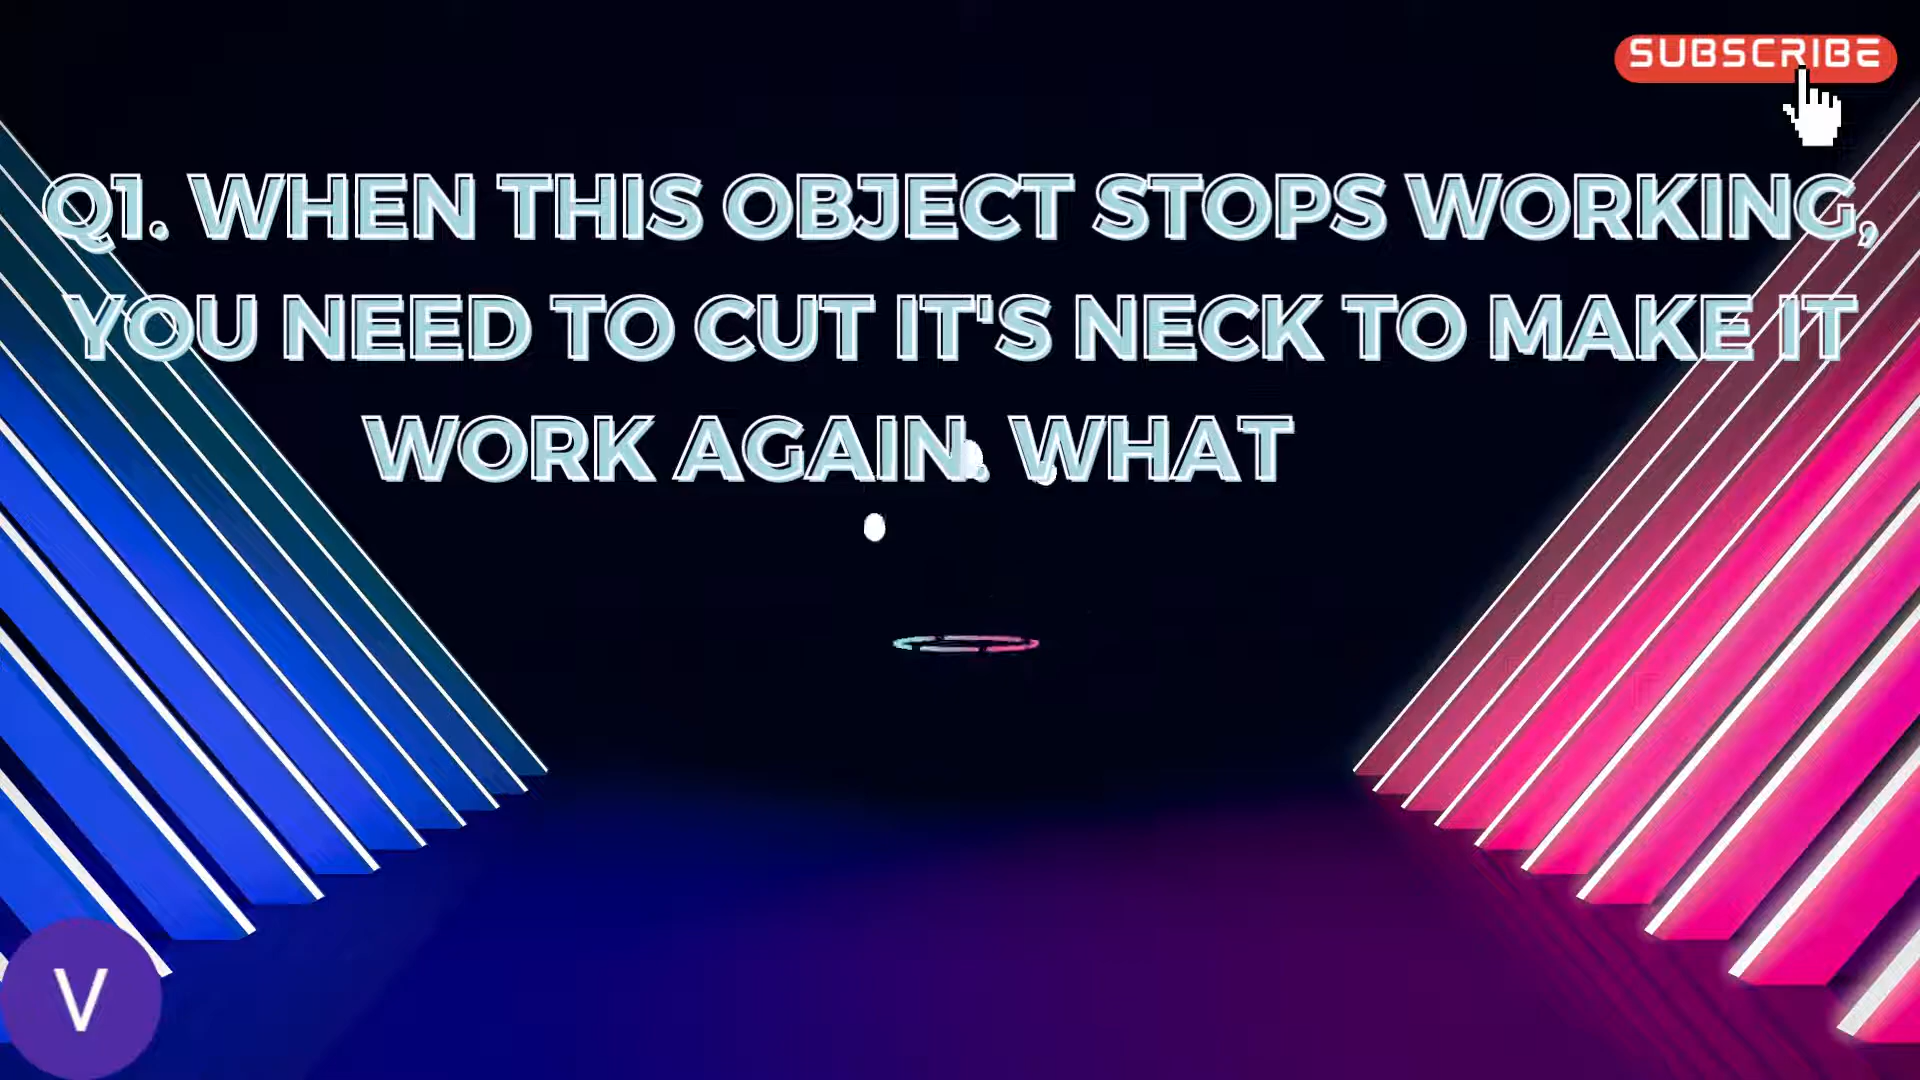 SUBSCRIBE
Q1. WHEN THIS OBJECT STOPS WORKING,
YOU NEED TO CUT IT'S NECK TO MAKE IT
WORK AGAIN. WHAT
V